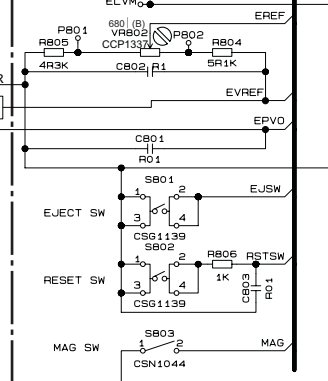 ELVM
EREF
P801
680 (B)
VR802
P802
R805
CCP1337
R804
4R3K
5R1K
C802 R1
R
EVREF
EPVO
C801
R01
S801
1
2
EJSW
EJECT SW
3
4
CSG1139
S802
R806
RSTSW
1
2
RESET SW
1K
C803
R01
3
4
CSG1139
S803
MAG
MAG SW
1
2
CSN1044